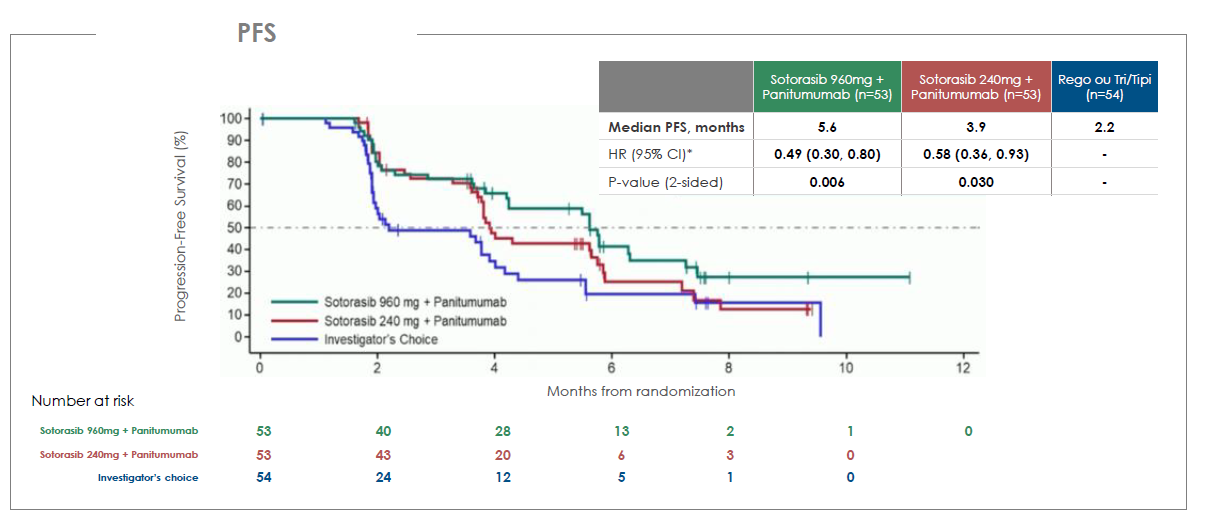 PFS
Sotorasib 960mg + Panitumumab (n=53) Sotorasib 240mg + Panitumumab (n=53) Rego ou Tri/Tipi (n=54)
Median PFS, months 5.6 3.9 2.2
HR (95% CI)* 0.49 (0.30, 0.80) 0.58 (0.36, 0.93) -
P-value (2-sided) 0.006 0.030 -
Progression-Free Survival (%)
100
90
80
70
60
50
40
30
20
10
0
Sotorasib 960 mg + Panitumumab
Sotorasib 240 mg + Panitumumab
Investigator's Choice
0 2 4 6 8 10 12
Months from randomization
Number at risk
Sotorasib 960mg + Panitumumab 53 40 28 13 2 1 0
Sotorasib 240mg + Panitumumab 53 43 20 6 3 0
Investigator's choice 54 24 12 5 1 0